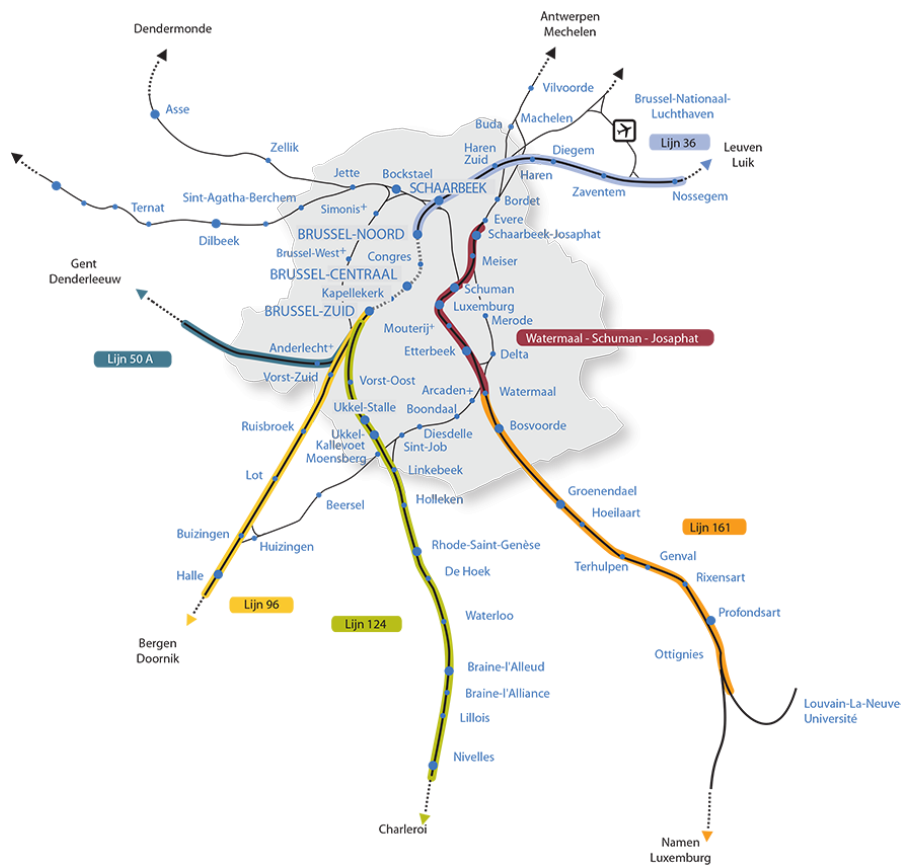 Antwerpen
Mechelen
Dendermonde
Vilvoorde
Brussel-Nationaal-
Luchthaven
Asse
Machelen
Buda
Lijn 36
Leuven
Luik
Zellik
Haren
Zuid
Diegem
Haren
Jette
Bockstael
SCHAARBEEK
Zaventem
Nossegem
Sint-Agatha-Berchem
Ternat
Simonis+
Bordet
Dilbeek
Evere
BRUSSEL-NOORD
Schaarbeek-Josaphat
Brussel-West+
Congres
Meiser
Gent
Denderleeuw
BRUSSEL-CENTRAAL
Kapellekerk
Schuman
BRUSSEL-ZUID
Luxemburg
Merode
Mouterij+
Watermaal - Schuman - Josaphat
Anderlecht+
Etterbeek
Delta
Lijn 50 A
Vorst-Zuid
Vorst-Oost
Arcaden+
Watermaal
Ukkel-Stalle
Boondaal
Ruisbroek
Bosvoorde
Ukkel-
Kallevoet
Diesdelle
Sint-Job
Moensberg
Linkebeek
Lot
Groenendael
Beersel
Holleken
Hoeilaart
Lijn 161
Buizingen
Huizingen
Rhode-Saint-Genèse
Genval
Terhulpen
De Hoek
Rixensart
Halle
Lijn 96
Waterloo
Profondsart
Lijn 124
Bergen
Doornik
Ottignies
Braine-l'Alleud
Braine-l'Alliance
Louvain-La-Neuve
Université
Lillois
Nivelles
Charleroi
Namen
Luxemburg